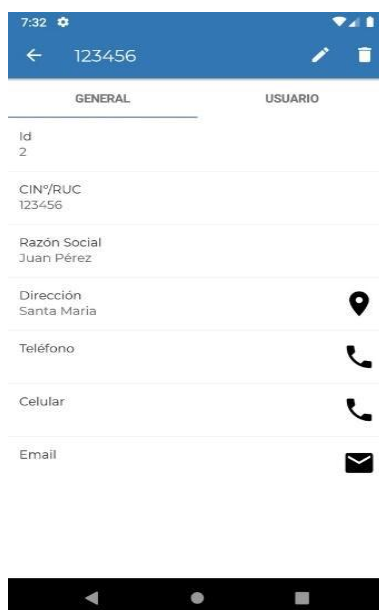 7:32
123456
GENERAL USUARIO
Id
2
CIN°/RUC
123456
Razón Social
Juan Pérez
Dirección
Santa Maria
Teléfono
Celular
Email